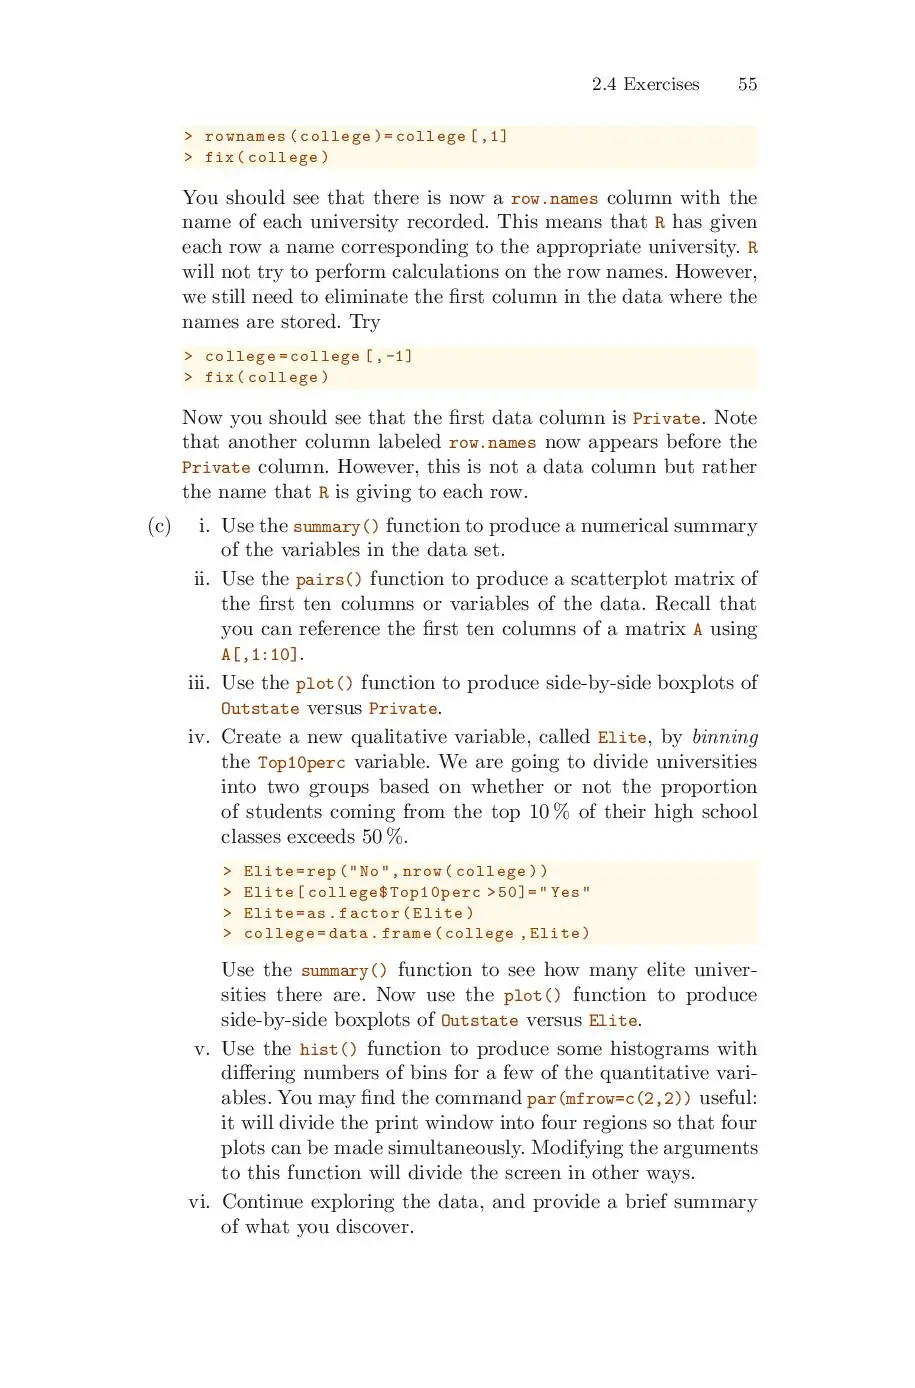 2.4 Exercises 55
> rownames(college)=college[,1]
> fix(college)
You should see that there is now a row.names column with the
name of each university recorded. This means that R has given
each row a name corresponding to the appropriate university. R
will not try to perform calculations on the row names. However,
we still need to eliminate the first column in the data where the
names are stored. Try
> college=college[,-1]
> fix(college)
Now you should see that the first data column is Private. Note
that another column labeled row.names now appears before the
Private column. However, this is not a data column but rather
the name that R is giving to each row.
(c) i. Use the summary() function to produce a numerical summary
of the variables in the data set.
ii. Use the pairs() function to produce a scatterplot matrix of
the first ten columns or variables of the data. Recall that
you can reference the first ten columns of a matrix A using
A[,1:10].
iii. Use the plot() function to produce side-by-side boxplots of
Outstate versus Private.
iv. Create a new qualitative variable, called Elite, by binning
the Top10perc variable. We are going to divide universities
into two groups based on whether or not the proportion
of students coming from the top 10 % of their high school
classes exceeds 50 %.
> Elite=rep("No",nrow(college))
> Elite[college$Top10perc >50]="Yes"
> Elite=as.factor(Elite)
> college=data.frame(college ,Elite)
Use the summary() function to see how many elite univer-
sities there are. Now use the plot() function to produce
side-by-side boxplots of Outstate versus Elite.
v. Use the hist() function to produce some histograms with
differing numbers of bins for a few of the quantitative vari-
ables. You may find the command par(mfrow=c(2,2)) useful:
it will divide the print window into four regions so that four
plots can be made simultaneously. Modifying the arguments
to this function will divide the screen in other ways.
vi. Continue exploring the data, and provide a brief summary
of what you discover.